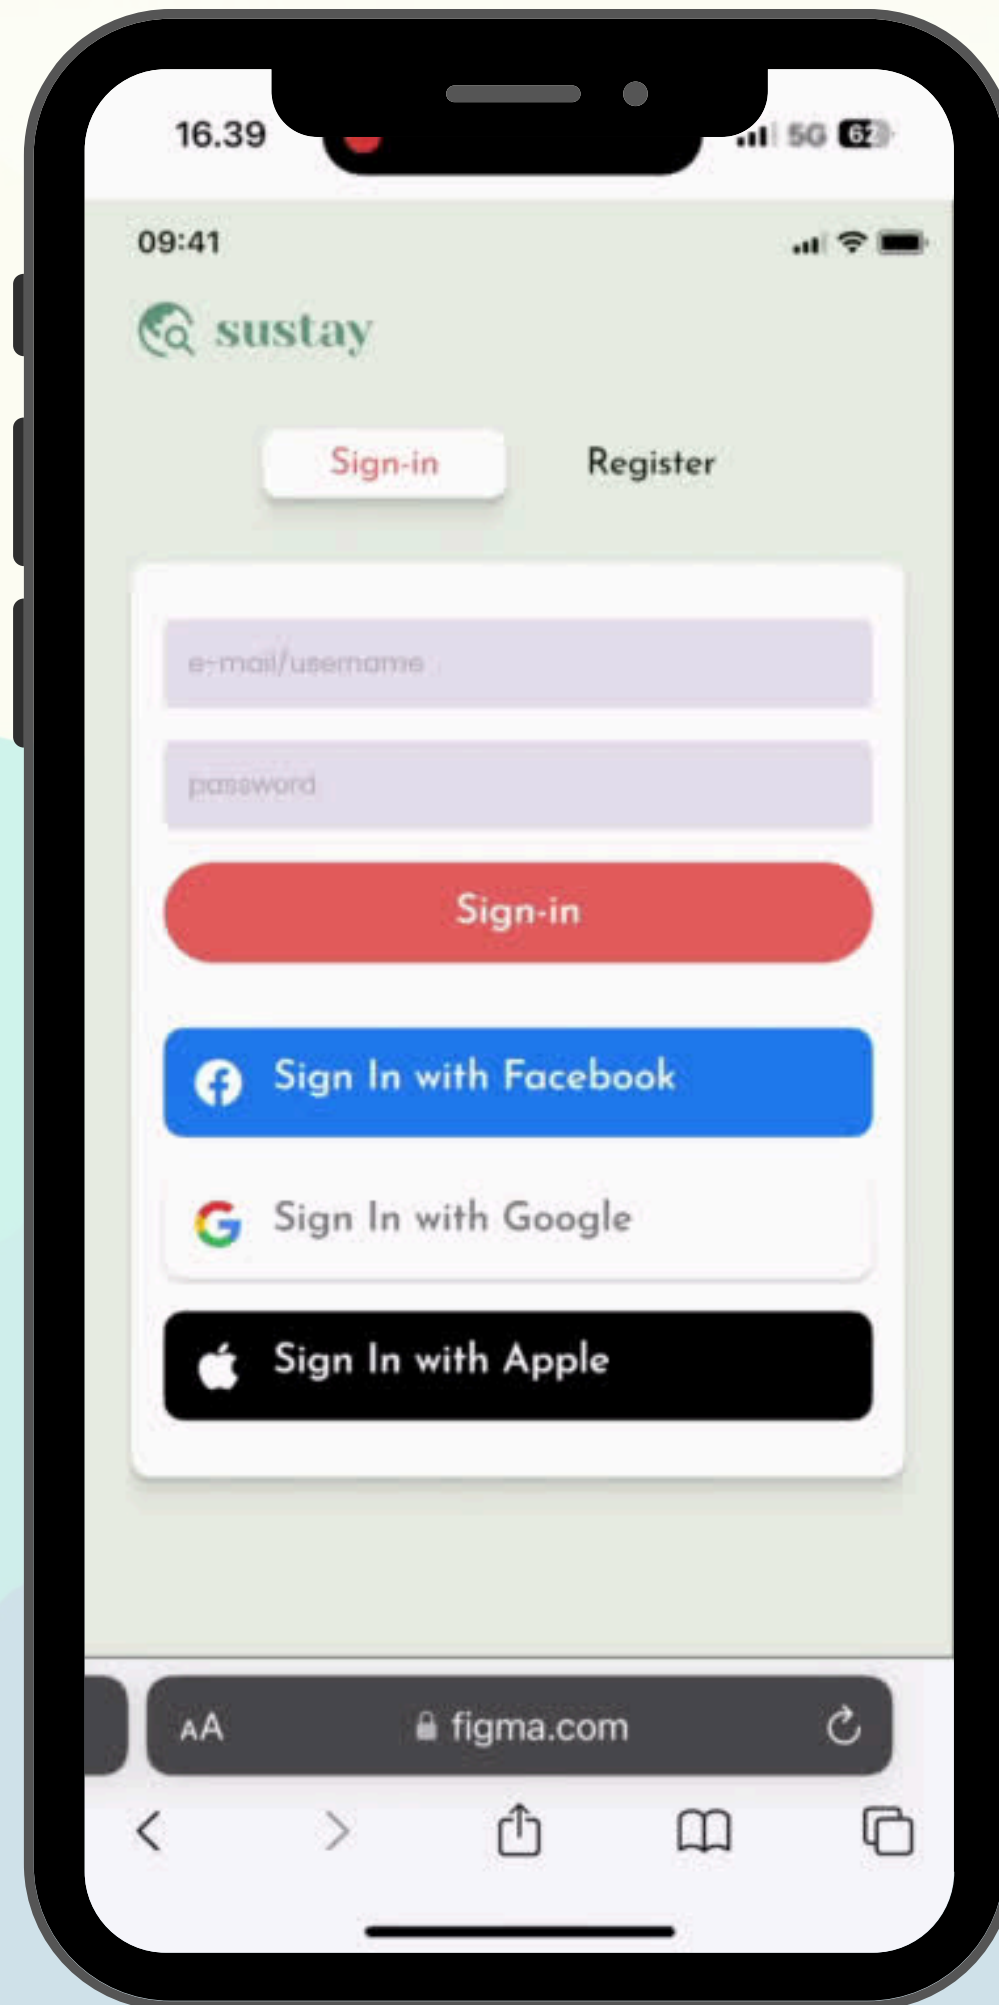 16.39
5G 62
09:41
sustay
Sign-in Register
e-mail/username
password
Sign-in
Sign In with Facebook
Sign In with Google
Sign In with Apple
AA figma.com